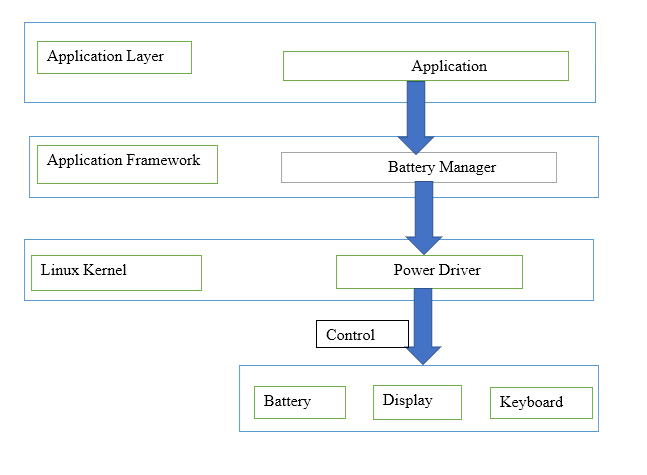 Application Layer
Application
Application Framework
Battery Manager
Linux Kernel
Power Driver
Control
Battery
Display
Keyboard